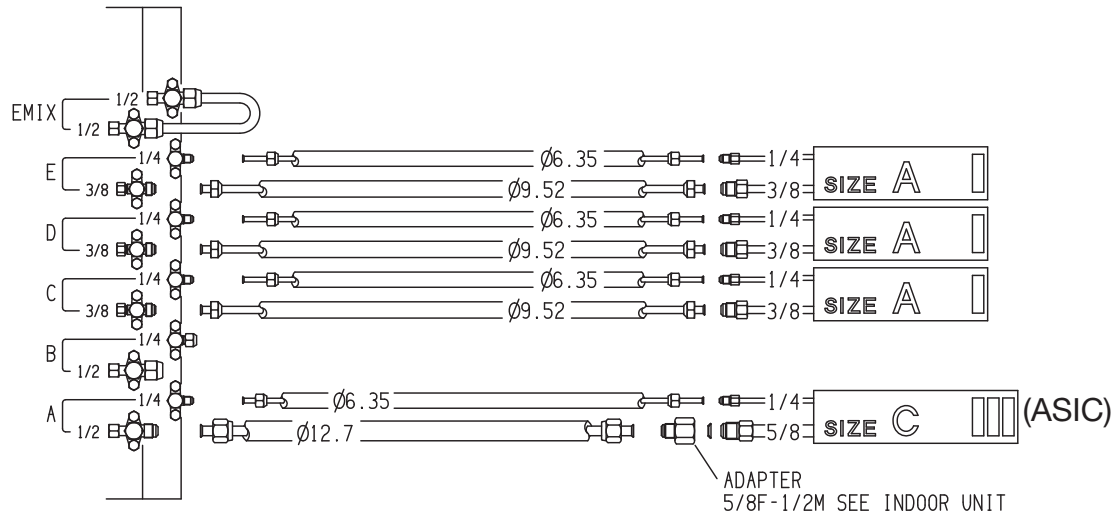 EMIX
1/2
1/2
E
1/4
Ø6.35
1/4
3/8
Ø9.52
3/8
SIZE A
D
1/4
Ø6.35
1/4
3/8
Ø9.52
3/8
SIZE A
C
1/4
Ø6.35
1/4
3/8
Ø9.52
3/8
SIZE A
B
1/4
1/2
A
1/4
Ø6.35
1/4
1/2
Ø12.7
5/8
SIZE C
(ASIC)
ADAPTER
5/8F-1/2M SEE INDOOR UNIT